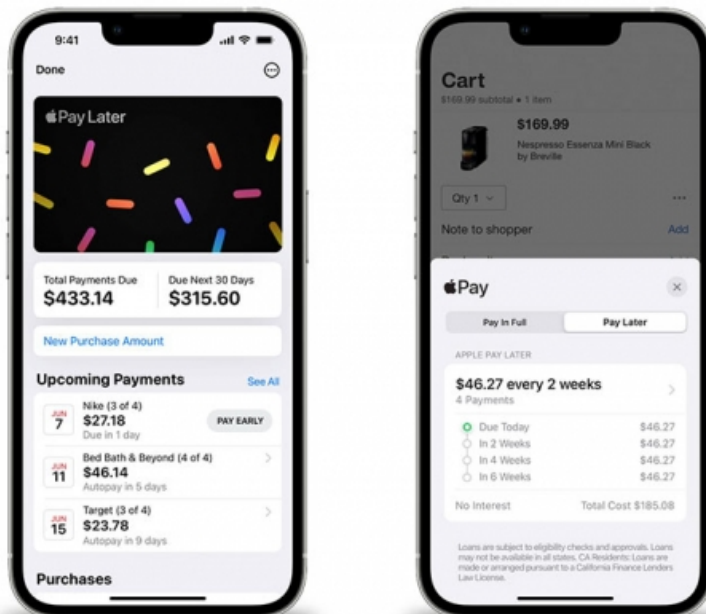 9:41
Done
Pay Later
Total Payments Due
Due Next 30 Days
$433.14
$315.60
New Purchase Amount
Upcoming Payments
See All
JUN
7
Nike (3 of 4)
$27.18
Due in 1 day
PAY EARLY
JUN
11
Bed Bath & Beyond (4 of 4)
$46.14
Autopay in 5 days
JUN
15
Target (3 of 4)
$23.78
Autopay in 9 days
Purchases
Cart
$169.99 subtotal • 1 item
$169.99
Nespresso Essenza Mini Black
by Breville
Qty 1
Note to shopper
Add
Pay
Pay In Full
Pay Later
APPLE PAY LATER
$46.27 every 2 weeks
4 Payments
Due Today
$46.27
In 2 Weeks
$46.27
In 4 Weeks
$46.27
In 6 Weeks
$46.27
No Interest
Total Cost $185.08
Loans are subject to eligibility checks and approvals. Loans
may not be available in all states. CA Residents: Loans are
made or arranged pursuant to a California Finance Lenders
Law License.